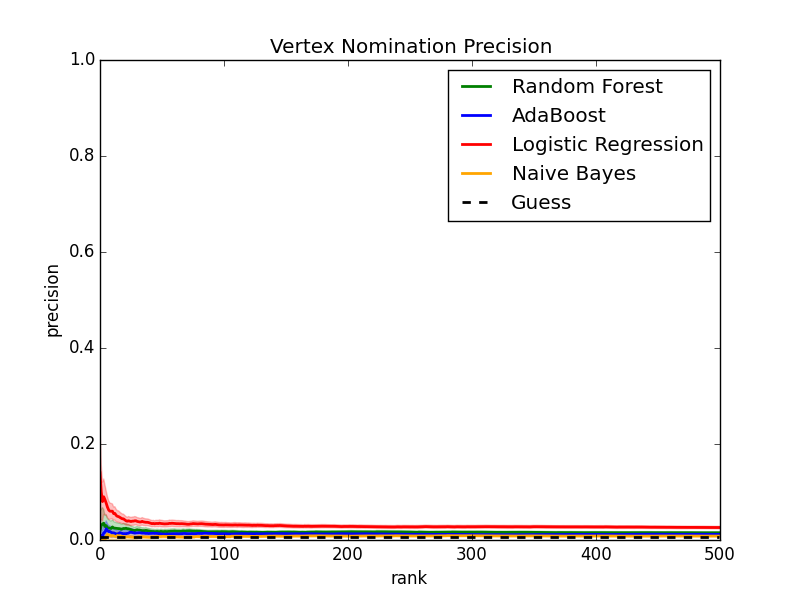 Vertex Nomination Precision
1.0
0.8
0.6
0.4
0.2
0.0
precision
Random Forest
AdaBoost
Logistic Regression
Naive Bayes
Guess
0 100 200 300 400 500
rank